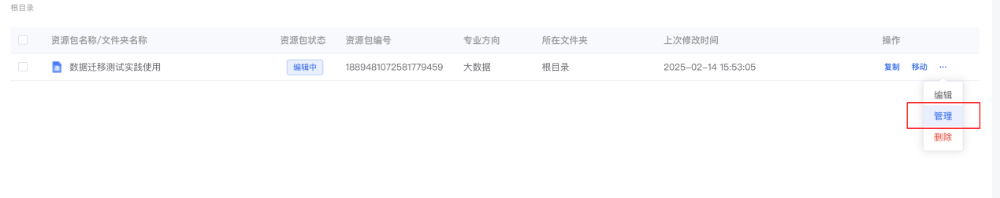 根目录
资源包名称/文件夹名称 资源包状态 资源包编号 专业方向 所在文件夹 上次修改时间 操作
数据迁移测试实践使用 编辑中 1889481072581779459 大数据 根目录 2025-02-14 15:53:05 复制 移动 ···
编辑
管理
删除